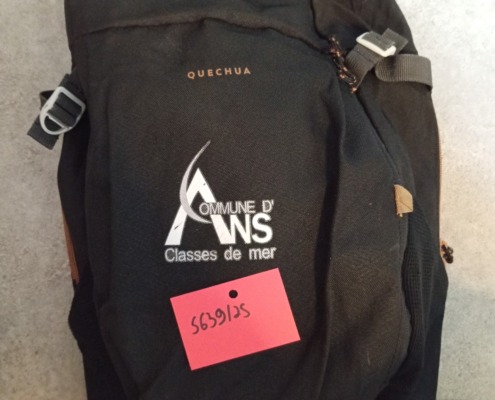 QUECHUA
COMMUNE D'
ANS
Classes de mer
5639/25